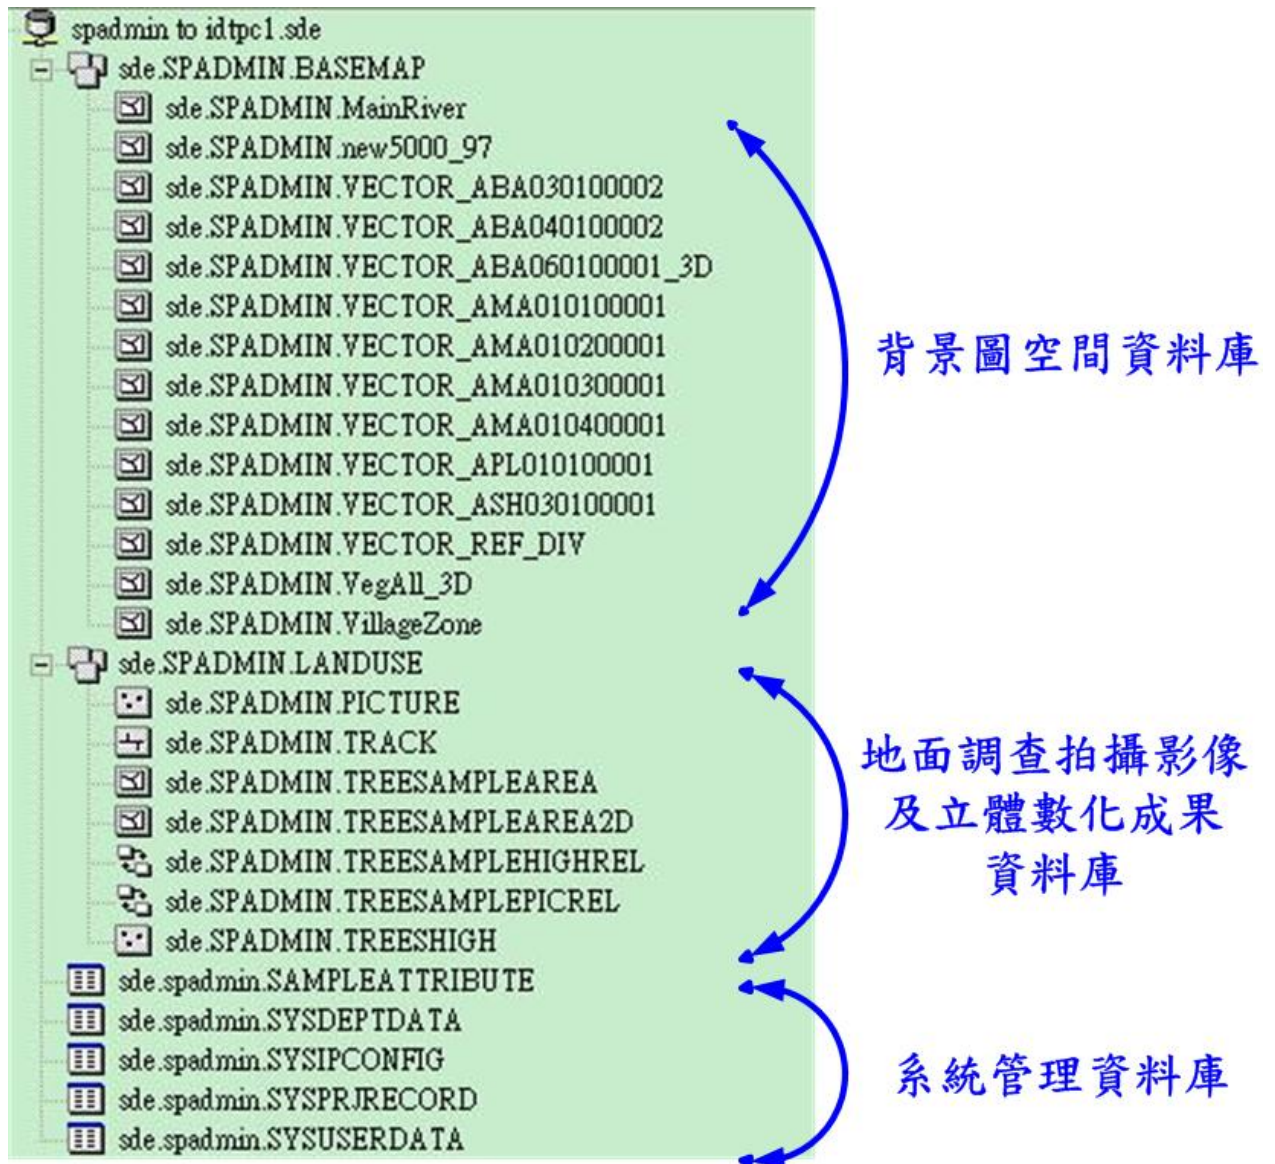 spadmin to idtpc1.sde
sde.SPADMIN.BASEMAP
sde.SPADMIN.MainRiver
sde.SPADMIN.new5000_97
sde.SPADMIN.VECTOR_ABA030100002
sde.SPADMIN.VECTOR_ABA040100002
sde.SPADMIN.VECTOR_ABA060100001_3D
sde.SPADMIN.VECTOR_AMA010100001
sde.SPADMIN.VECTOR_AMA010200001
sde.SPADMIN.VECTOR_AMA010300001
sde.SPADMIN.VECTOR_AMA010400001
sde.SPADMIN.VECTOR_APL010100001
sde.SPADMIN.VECTOR_ASH030100001
sde.SPADMIN.VECTOR_REF_DIV
sde.SPADMIN.VegAll_3D
sde.SPADMIN.VillageZone
背景圖空間資料庫
sde.SPADMIN.LANDUSE
sde.SPADMIN.PICTURE
sde.SPADMIN.TRACK
sde.SPADMIN.TREESAMPLEAREA
sde.SPADMIN.TREESAMPLEAREA2D
sde.SPADMIN.TREESAMPLEHIGHREL
sde.SPADMIN.TREESAMPLEPICREL
sde.SPADMIN.TREESHIGH
地面調查拍攝影像
及立體數化成果
資料庫
sde.spadmin.SAMPLEATTRIBUTE
sde.spadmin.SYSDEPTDATA
sde.spadmin.SYSIPCONFIG
sde.spadmin.SYSPRJRECORD
sde.spadmin.SYSUSERDATA
系統管理資料庫